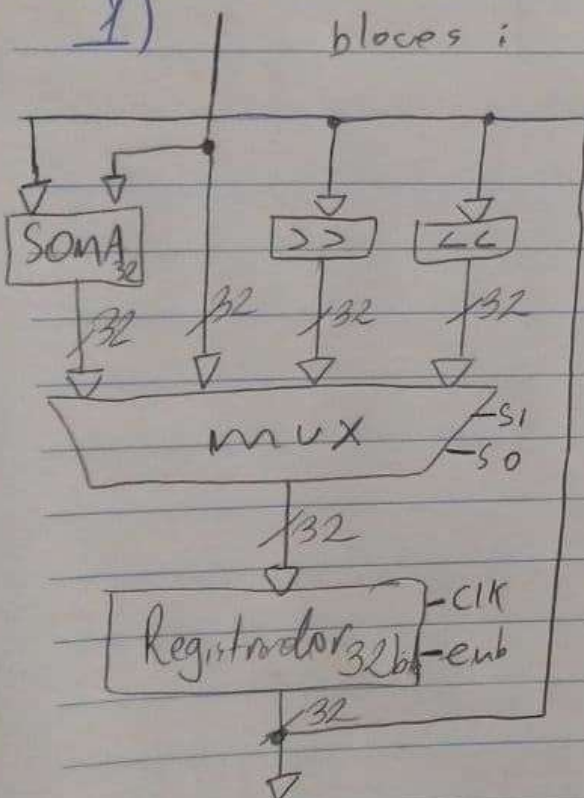 1)
blocos :
SOMA 32
>>
<<
32
32
32
32
MUX
S1
S0
32
Registrador 32b
Clk
enb
32